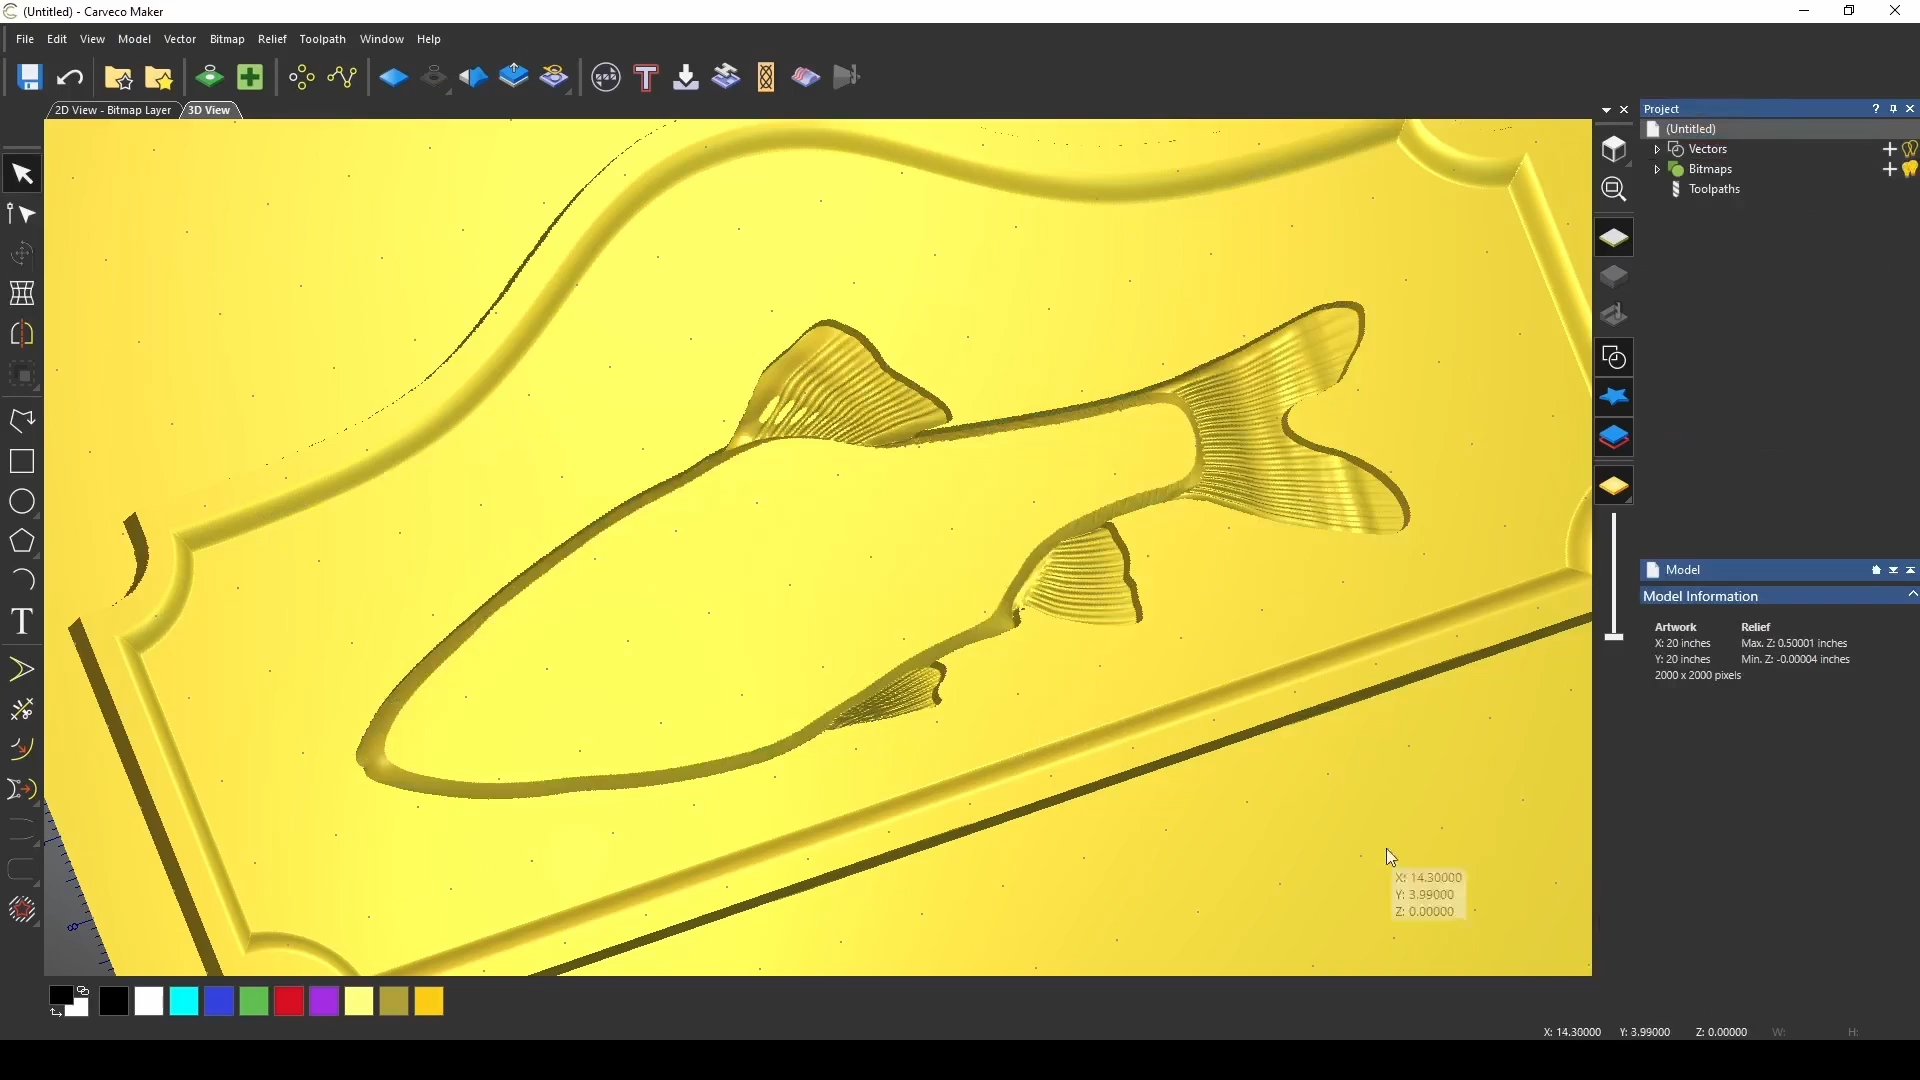 (Untitled) - Carveco Maker
File Edit View Model Vector Bitmap Relief Toolpath Window Help
2D View - Bitmap Layer 3D View
Project
(Untitled)
Vectors
Bitmaps
Toolpaths
Model
Model Information
Artwork Relief
X: 20 inches Max. Z: 0.50001 inches
Y: 20 inches Min. Z: -0.00004 inches
2000 x 2000 pixels
X: 14.30000
Y: 3.99000
Z: 0.00000
X: 14.30000 Y: 3.99000 Z: 0.00000 W: H: